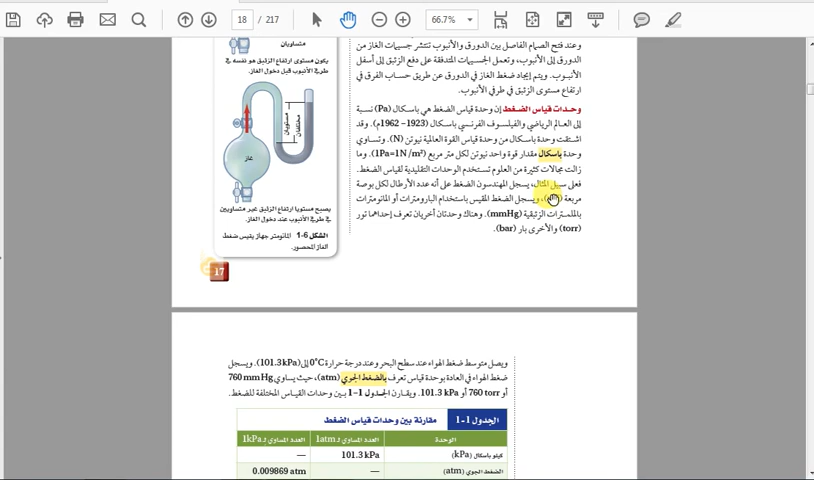 18 / 217
66.7%
متساويان
يكون مستوى ارتفاع الزئبق هو نفسه في
طرفي الأنبوب قبل دخول الغاز.
متساويان
مختلفان
غاز
يصبح مستويا ارتفاع الزئبق غير متساويين
في طرفي الأنبوب عند دخول الغاز.
الشكل 6-1 المانومتر جهاز يقيس ضغط
الغاز المحصور.
17
وعند فتح الصمام الفاصل بين الدورق والأنبوب تنتشر جسيمات الغاز من
الدورق إلى الأنبوب، وتعمل الجسيمات المتدفقة على دفع الزئبق إلى أسفل
الأنبوب. ويتم إيجاد ضغط الغاز في الدورق عن طريق حساب الفرق في
ارتفاع مستوى الزئبق في طرفي الأنبوب.
وحدات قياس الضغط إن وحدة قياس الضغط هي باسكال (Pa) نسبة
إلى العالم الرياضي والفيلسوف الفرنسي باسكال (1923–1962م). وقد
اشتقت وحدة باسكال من وحدة قياس القوة العالمية نيوتن (N). وتساوي
وحدة باسكال مقدار قوة واحد نيوتن لكل متر مربع (1Pa=1N/m²). وما
زالت مجالات كثيرة من العلوم تستخدم الوحدات التقليدية لقياس الضغط.
فعلى سبيل المثال، يسجل المهندسون الضغط على أنه عدد الأرطال لكل بوصة
مربعة، ويسجل الضغط المقيس باستخدام البارومترات أو المانومترات
بالملمترات الزئبقية (mmHg). وهناك وحدتان أخريان تعرف إحداهما تور
(torr) والأخرى بار (bar).
ويصل متوسط ضغط الهواء عند سطح البحر وعند درجة حرارة 0°C إلى (101.3kPa). ويسجل
ضغط الهواء في العادة بوحدة قياس تعرف بالضغط الجوي (atm)، حيث يساوي 760 mmHg
أو 760 torr أو 101.3 kPa. ويقارن الجدول 1-1 بين وحدات القياس المختلفة للضغط.
الجدول 1-1 مقارنة بين وحدات قياس الضغط
الوحدة العدد المساوي لـ 1atm العدد المساوي لـ 1kPa
كيلو باسكال (kPa) 101.3 kPa —
الضغط الجوي (atm) — 0.009869 atm